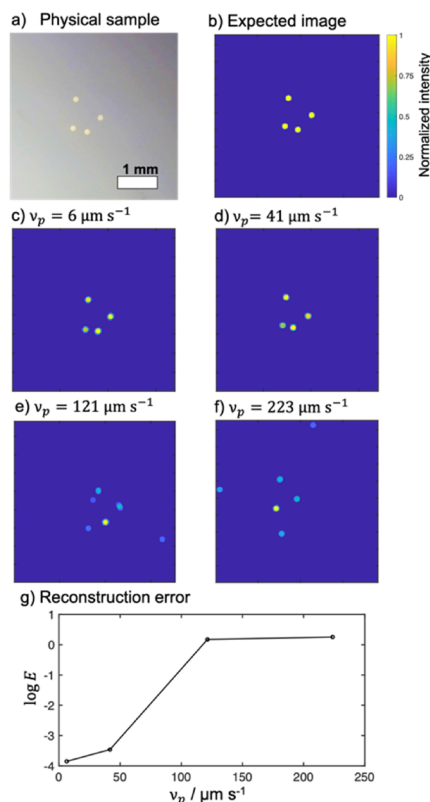 a) Physical sample
b) Expected image
1 mm
1
0.75
0.5
0.25
0
Normalized intensity
c) νp = 6 μm s⁻¹
d) νp= 41 μm s⁻¹
e) νp = 121 μm s⁻¹
f) νp = 223 μm s⁻¹
g) Reconstruction error
1
0
-1
-2
-3
-4
log E
0 50 100 150 200 250
νp / μm s⁻¹